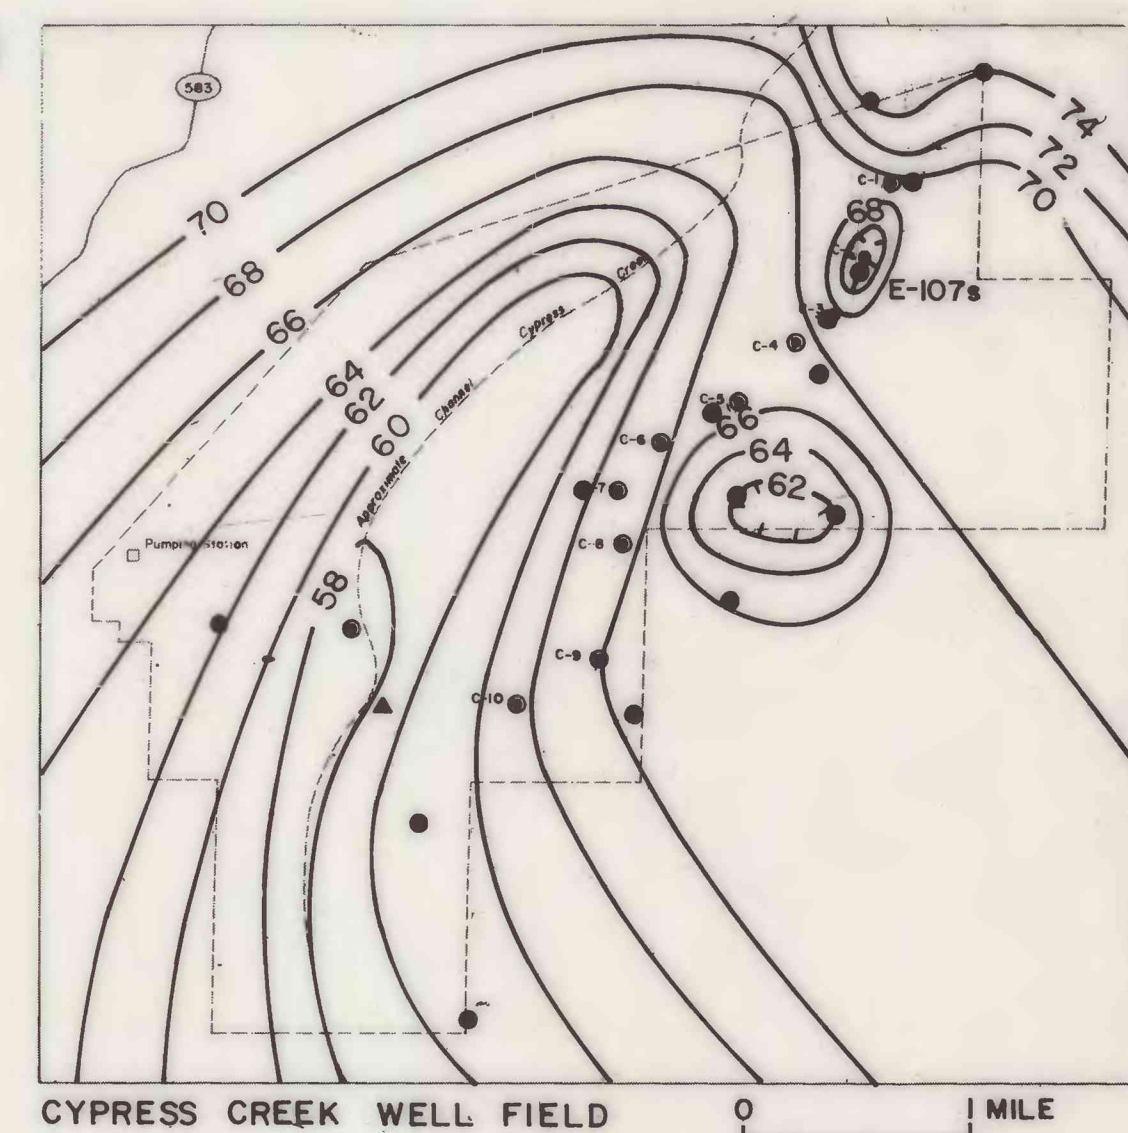 583
74
72
70
C-1
68
E-107s
C-4
70
68
66
64
62
60
Approximate Channel Cypress Creek
C-5
66
C-6
64
62
C-8
Pumping Station
58
C-9
C-10
CYPRESS CREEK WELL FIELD
0 1 MILE